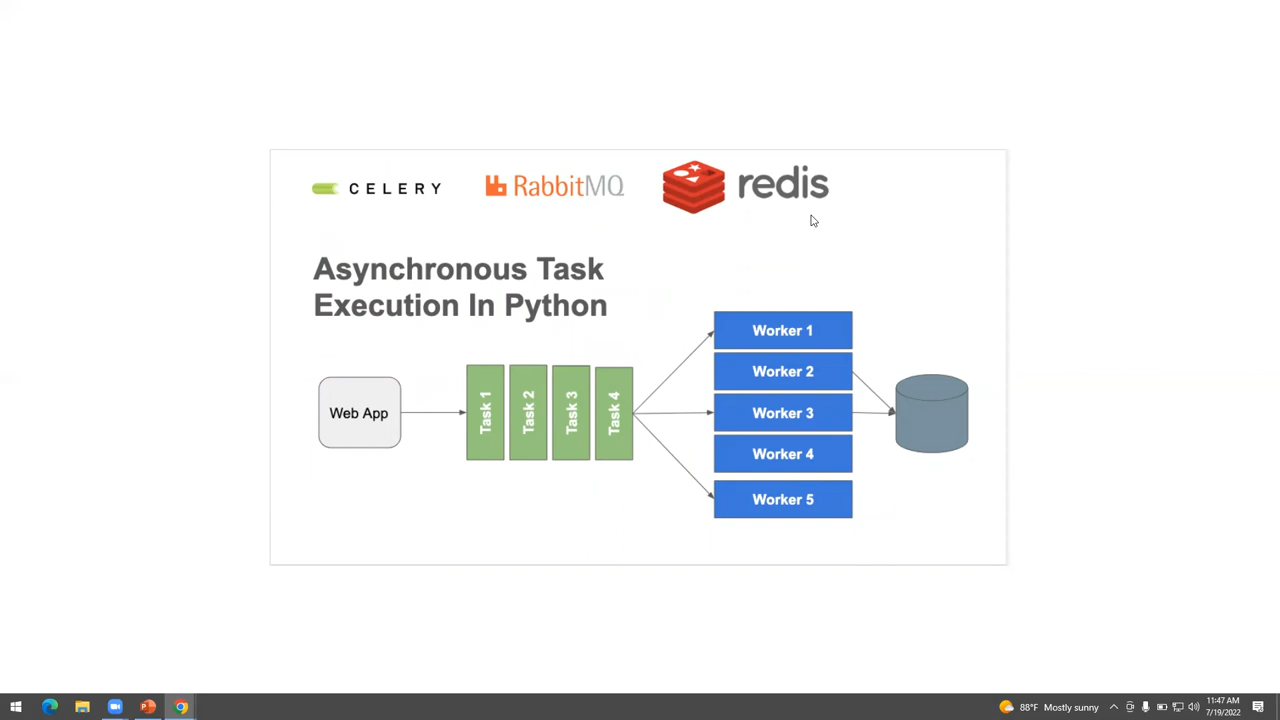 CELERY
RabbitMQ
redis
Asynchronous Task
Execution In Python
Web App
Task 1
Task 2
Task 3
Task 4
Worker 1
Worker 2
Worker 3
Worker 4
Worker 5
88°F Mostly sunny
11:47 AM
7/19/2022